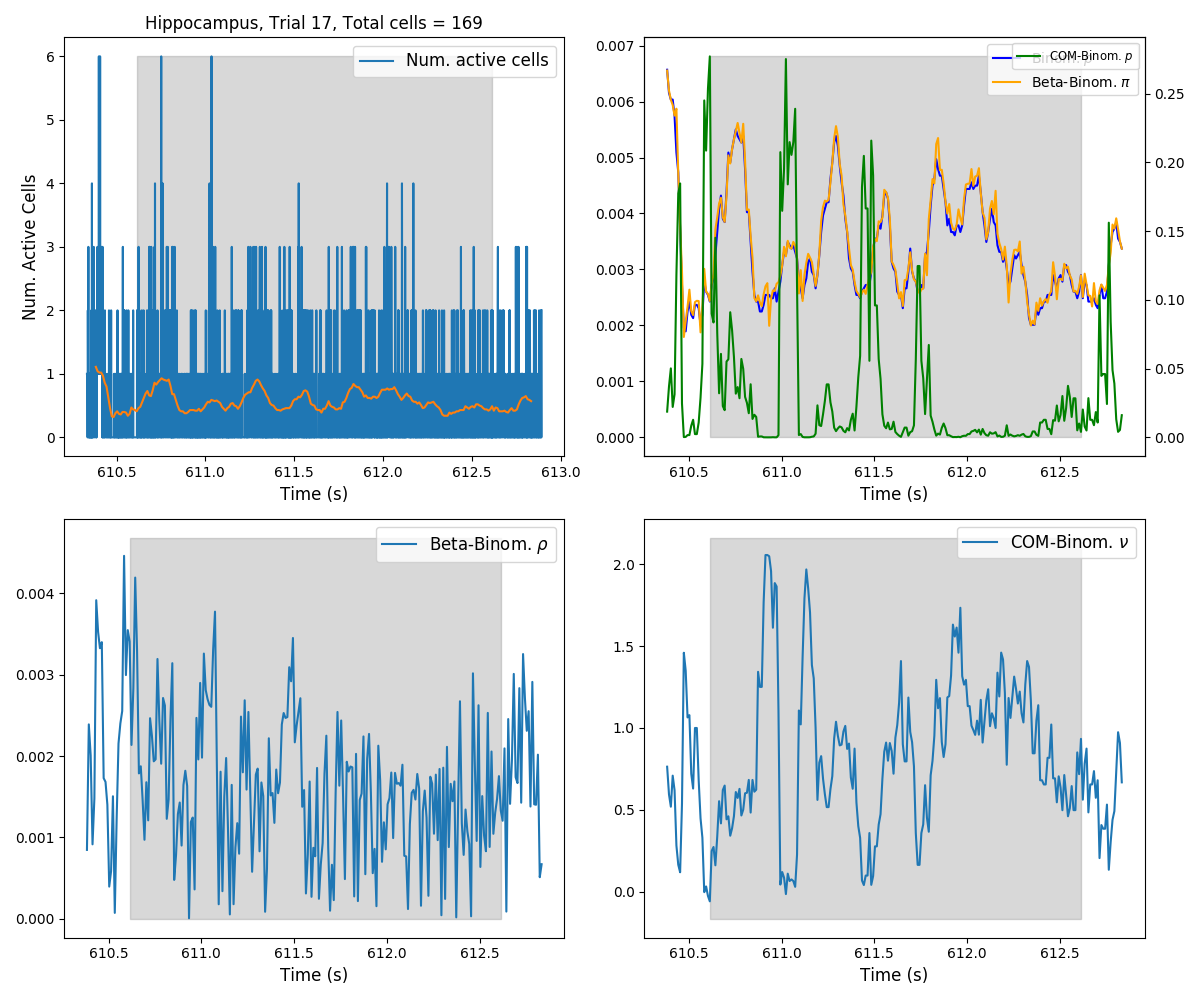 Hippocampus, Trial 17, Total cells = 169
Num. active cells
Num. Active Cells
6
5
4
3
2
1
0
610.5 611.0 611.5 612.0 612.5 613.0
Time (s)
COM-Binom. p
Beta-Binom. π
0.007
0.006
0.005
0.004
0.003
0.002
0.001
0.000
0.25
0.20
0.15
0.10
0.05
0.00
610.5 611.0 611.5 612.0 612.5
Time (s)
Beta-Binom. ρ
0.004
0.003
0.002
0.001
0.000
610.5 611.0 611.5 612.0 612.5
Time (s)
COM-Binom. ν
2.0
1.5
1.0
0.5
0.0
610.5 611.0 611.5 612.0 612.5
Time (s)